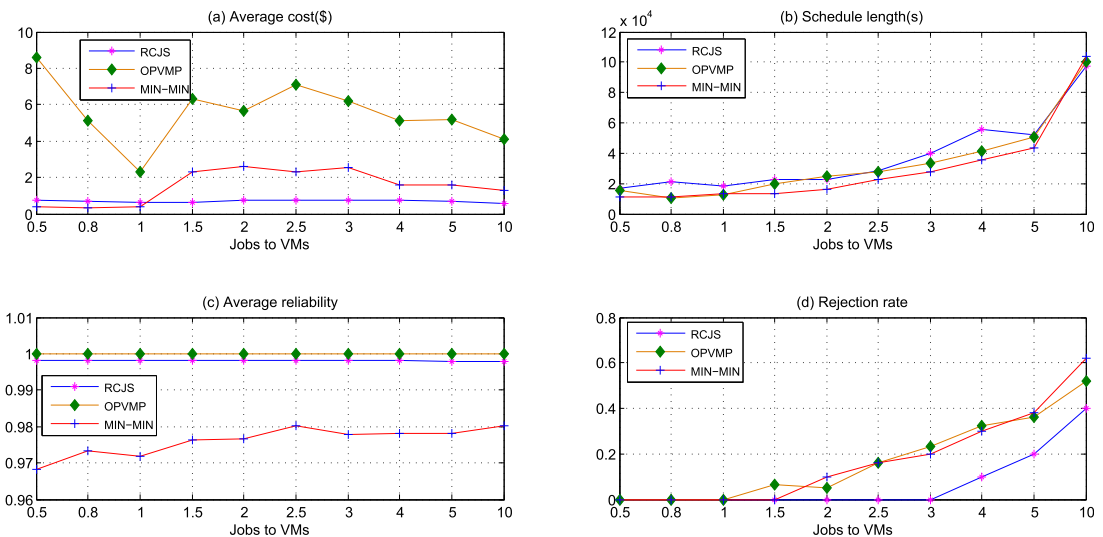 (a) Average cost($)
10
8
6
4
2
0
RCJS
OPVMP
MIN−MIN
0.5 0.8 1 1.5 2 2.5 3 4 5 10
Jobs to VMs
(b) Schedule length(s)
x 10^4
12
10
8
6
4
2
0
RCJS
OPVMP
MIN−MIN
0.5 0.8 1 1.5 2 2.5 3 4 5 10
Jobs to VMs
(c) Average reliability
1.01
1
0.99
0.98
0.97
0.96
RCJS
OPVMP
MIN−MIN
0.5 0.8 1 1.5 2 2.5 3 4 5 10
Jobs to VMs
(d) Rejection rate
0.8
0.6
0.4
0.2
0
RCJS
OPVMP
MIN−MIN
0.5 0.8 1 1.5 2 2.5 3 4 5 10
Jobs to VMs